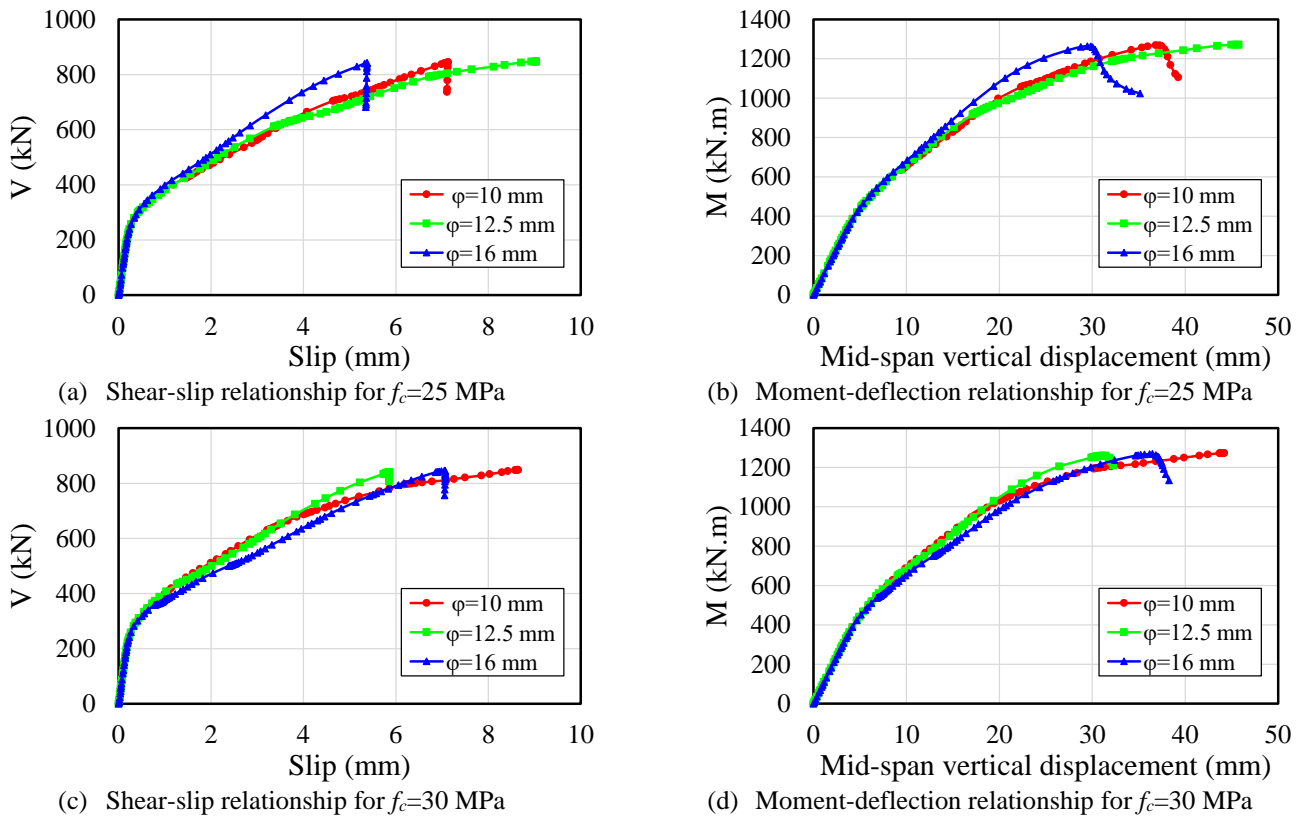 1000
800
600
400
200
0
V (kN)
φ=10 mm
φ=12.5 mm
φ=16 mm
0 2 4 6 8 10
Slip (mm)
(a) Shear-slip relationship for fc=25 MPa
1400
1200
1000
800
600
400
200
0
M (kN.m)
φ=10 mm
φ=12.5 mm
φ=16 mm
0 10 20 30 40 50
Mid-span vertical displacement (mm)
(b) Moment-deflection relationship for fc=25 MPa
1000
800
600
400
200
0
V (kN)
φ=10 mm
φ=12.5 mm
φ=16 mm
0 2 4 6 8 10
Slip (mm)
(c) Shear-slip relationship for fc=30 MPa
1400
1200
1000
800
600
400
200
0
M (kN.m)
φ=10 mm
φ=12.5 mm
φ=16 mm
0 10 20 30 40 50
Mid-span vertical displacement (mm)
(d) Moment-deflection relationship for fc=30 MPa